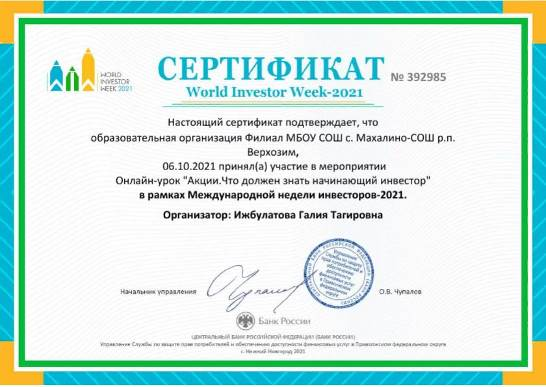 WORLD
INVESTOR
WEEK 2021
СЕРТИФИКАТ № 392985
World Investor Week-2021
Настоящий сертификат подтверждает, что
образовательная организация Филиал МБОУ СОШ с. Махалино-СОШ р.п.
Верхозим,
06.10.2021 принял(а) участие в мероприятии
Онлайн-урок "Акции.Что должен знать начинающий инвестор"
в рамках Международной недели инвесторов-2021.
Организатор: Ижбулатова Галия Тагировна
Начальник управления
О.В. Чупалов
Банк России
ЦЕНТРАЛЬНЫЙ БАНК РОССИЙСКОЙ ФЕДЕРАЦИИ (БАНК РОССИИ)
Управление Службы по защите прав потребителей и обеспечению доступности финансовых услуг в Приволжском федеральном округе
г. Нижний Новгород 2021